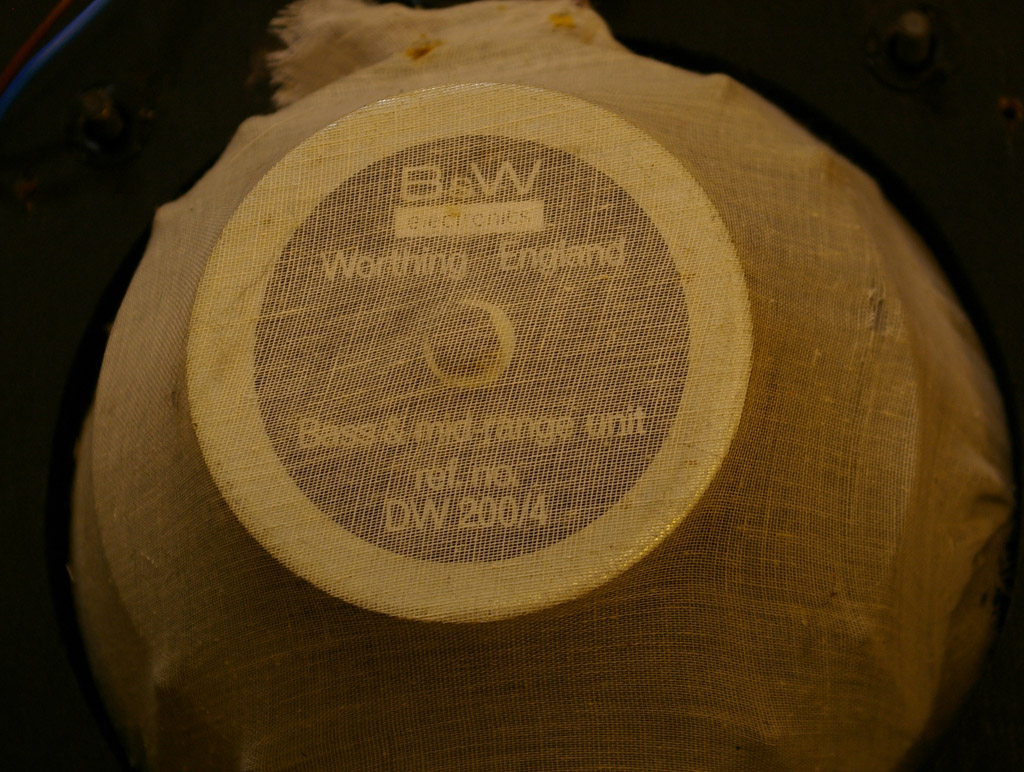 B&W
electronics
Worthing England
Bass & mid-range unit
ref. no.
DW 200/4